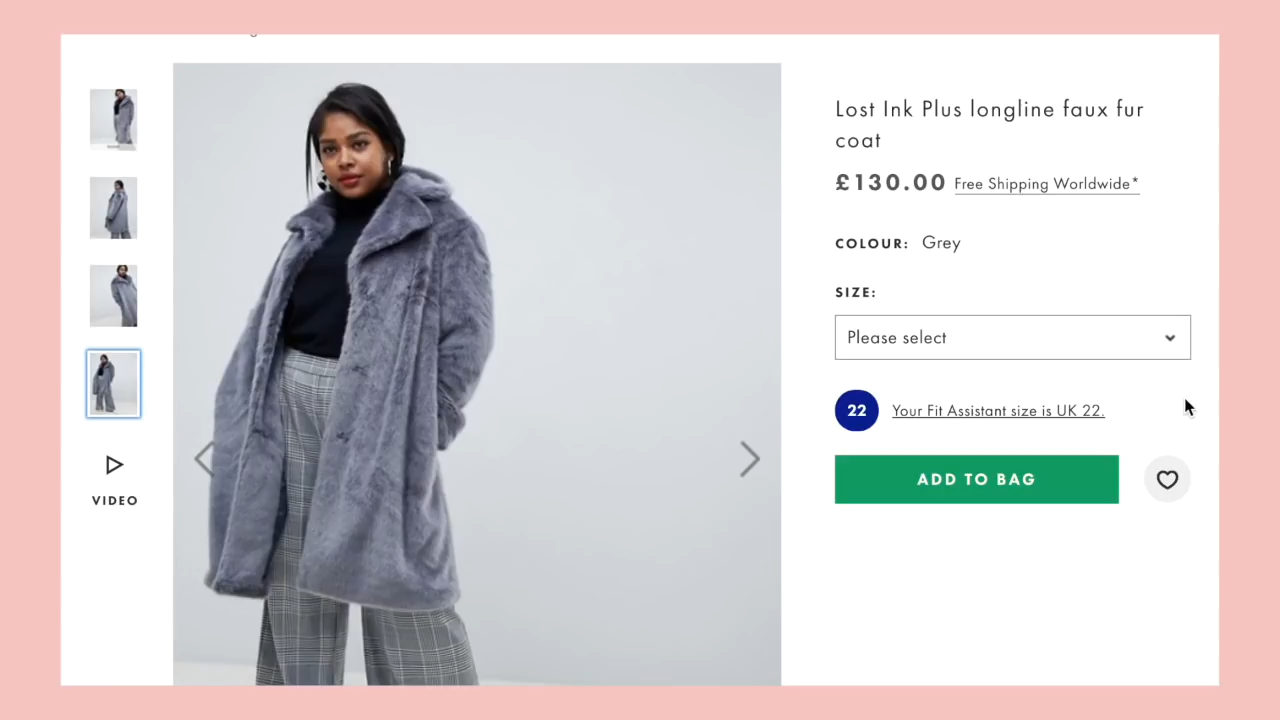 Lost Ink Plus longline faux fur
coat
£130.00 Free Shipping Worldwide*
COLOUR: Grey
SIZE:
Please select
22 Your Fit Assistant size is UK 22.
ADD TO BAG
VIDEO